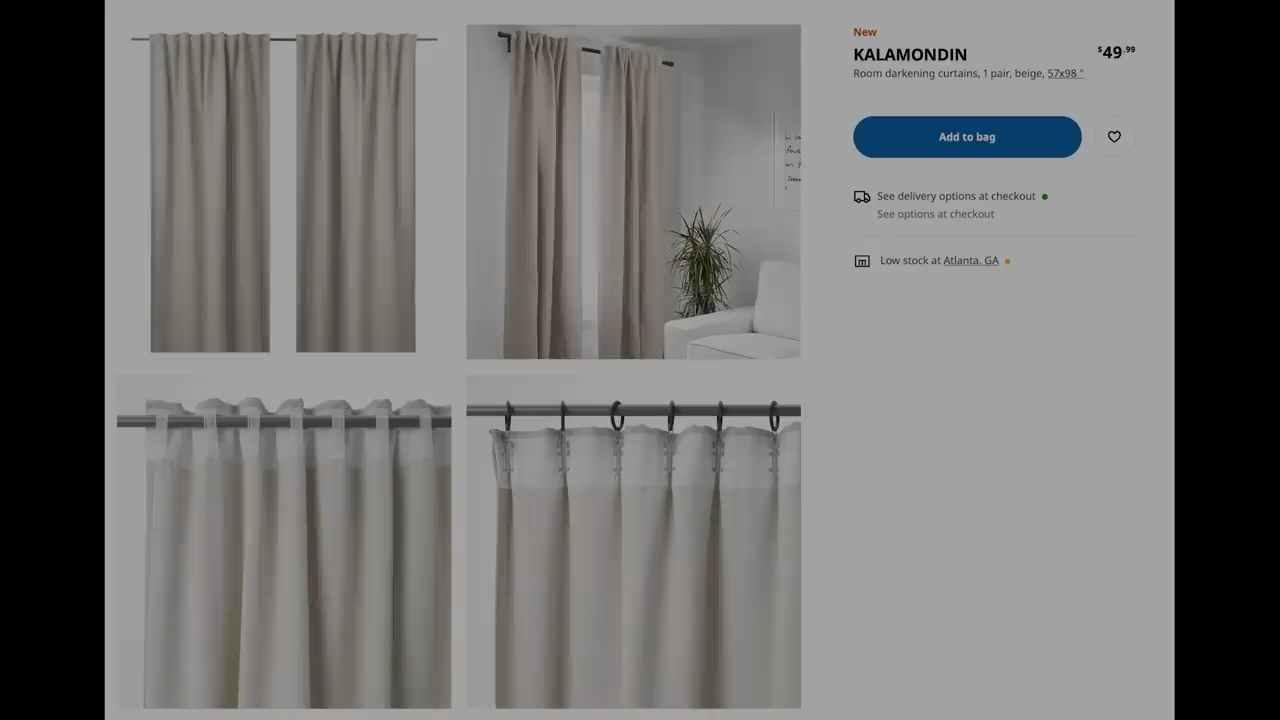 New
KALAMONDIN
$49.99
Room darkening curtains, 1 pair, beige, 57x98 "
Add to bag
See delivery options at checkout
See options at checkout
Low stock at Atlanta, GA